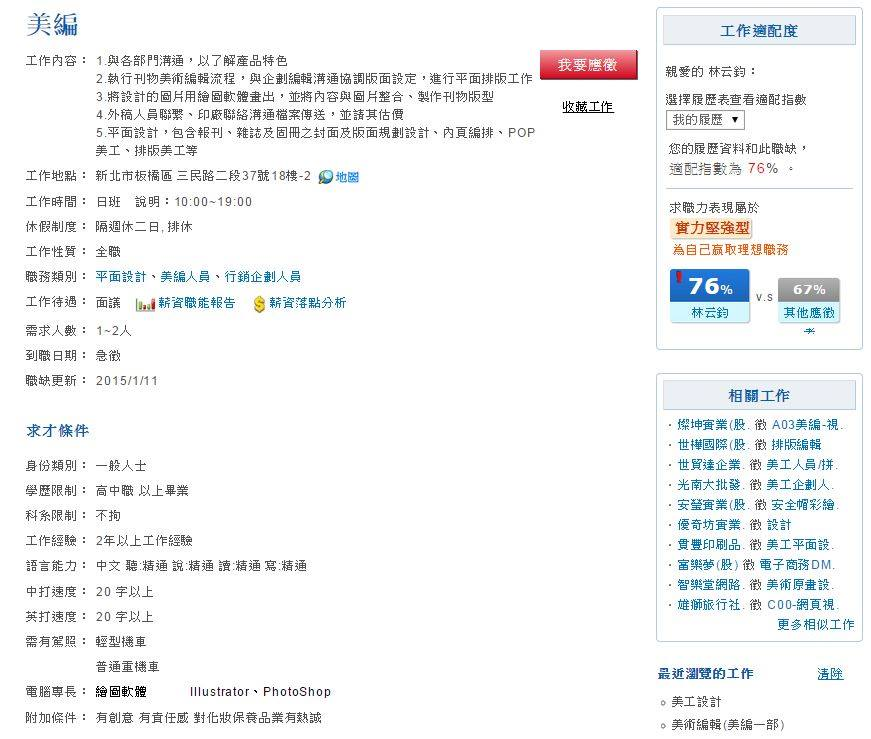 美編
工作內容： 1.與各部門溝通，以了解產品特色
2.執行刊物美術編輯流程，與企劃編輯溝通協調版面設定，進行平面排版工作
3.將設計的圖片用繪圖軟體畫出，並將內容與圖片整合、製作刊物版型
4.外稿人員聯繫、印廠聯絡溝通檔案傳送，並請其估價
5.平面設計，包含報刊、雜誌及固冊之封面及版面規劃設計、內頁編排、POP
美工、排版美工等
我要應徵
收藏工作
工作地點： 新北市板橋區 三民路二段37號18樓-2 地圖
工作時間： 日班 說明：10:00~19:00
休假制度： 隔週休二日, 排休
工作性質： 全職
職務類別： 平面設計、美編人員、行銷企劃人員
工作待遇： 面議 薪資職能報告 薪資落點分析
需求人數： 1~2人
到職日期： 急徵
職缺更新： 2015/1/11
求才條件
身份類別： 一般人士
學歷限制： 高中職 以上畢業
科系限制： 不拘
工作經驗： 2年以上工作經驗
語言能力： 中文 聽:精通 說:精通 讀:精通 寫:精通
中打速度： 20 字以上
英打速度： 20 字以上
需有駕照： 輕型機車
普通重機車
電腦專長： 繪圖軟體 Illustrator、PhotoShop
附加條件： 有創意 有責任感 對化妝保養品業有熱誠
工作適配度
親愛的 林云鈞：
選擇履歷表查看適配指數
我的履歷 ▼
您的履歷資料和此職缺，
適配指數為 76% 。
求職力表現屬於
實力堅強型
為自己贏取理想職務
! 76% v.s 67%
林云鈞 其他應徵
者
相關工作
· 燦坤實業(股. 徵 A03美編-視.
· 世樺國際(股. 徵 排版編輯
· 世貿達企業. 徵 美工人員/拼.
· 光南大批發. 徵 美工企劃人.
· 安瑩實業(股. 徵 安全帽彩繪.
· 優奇坊實業. 徵 設計
· 貫豐印刷品. 徵 美工平面設.
· 富樂夢(股) 徵 電子商務DM.
· 智樂堂網路. 徵 美術原畫設.
· 雄獅旅行社. 徵 C00-網頁視.
更多相似工作
最近瀏覽的工作 清除
美工設計
美術編輯(美編一部)